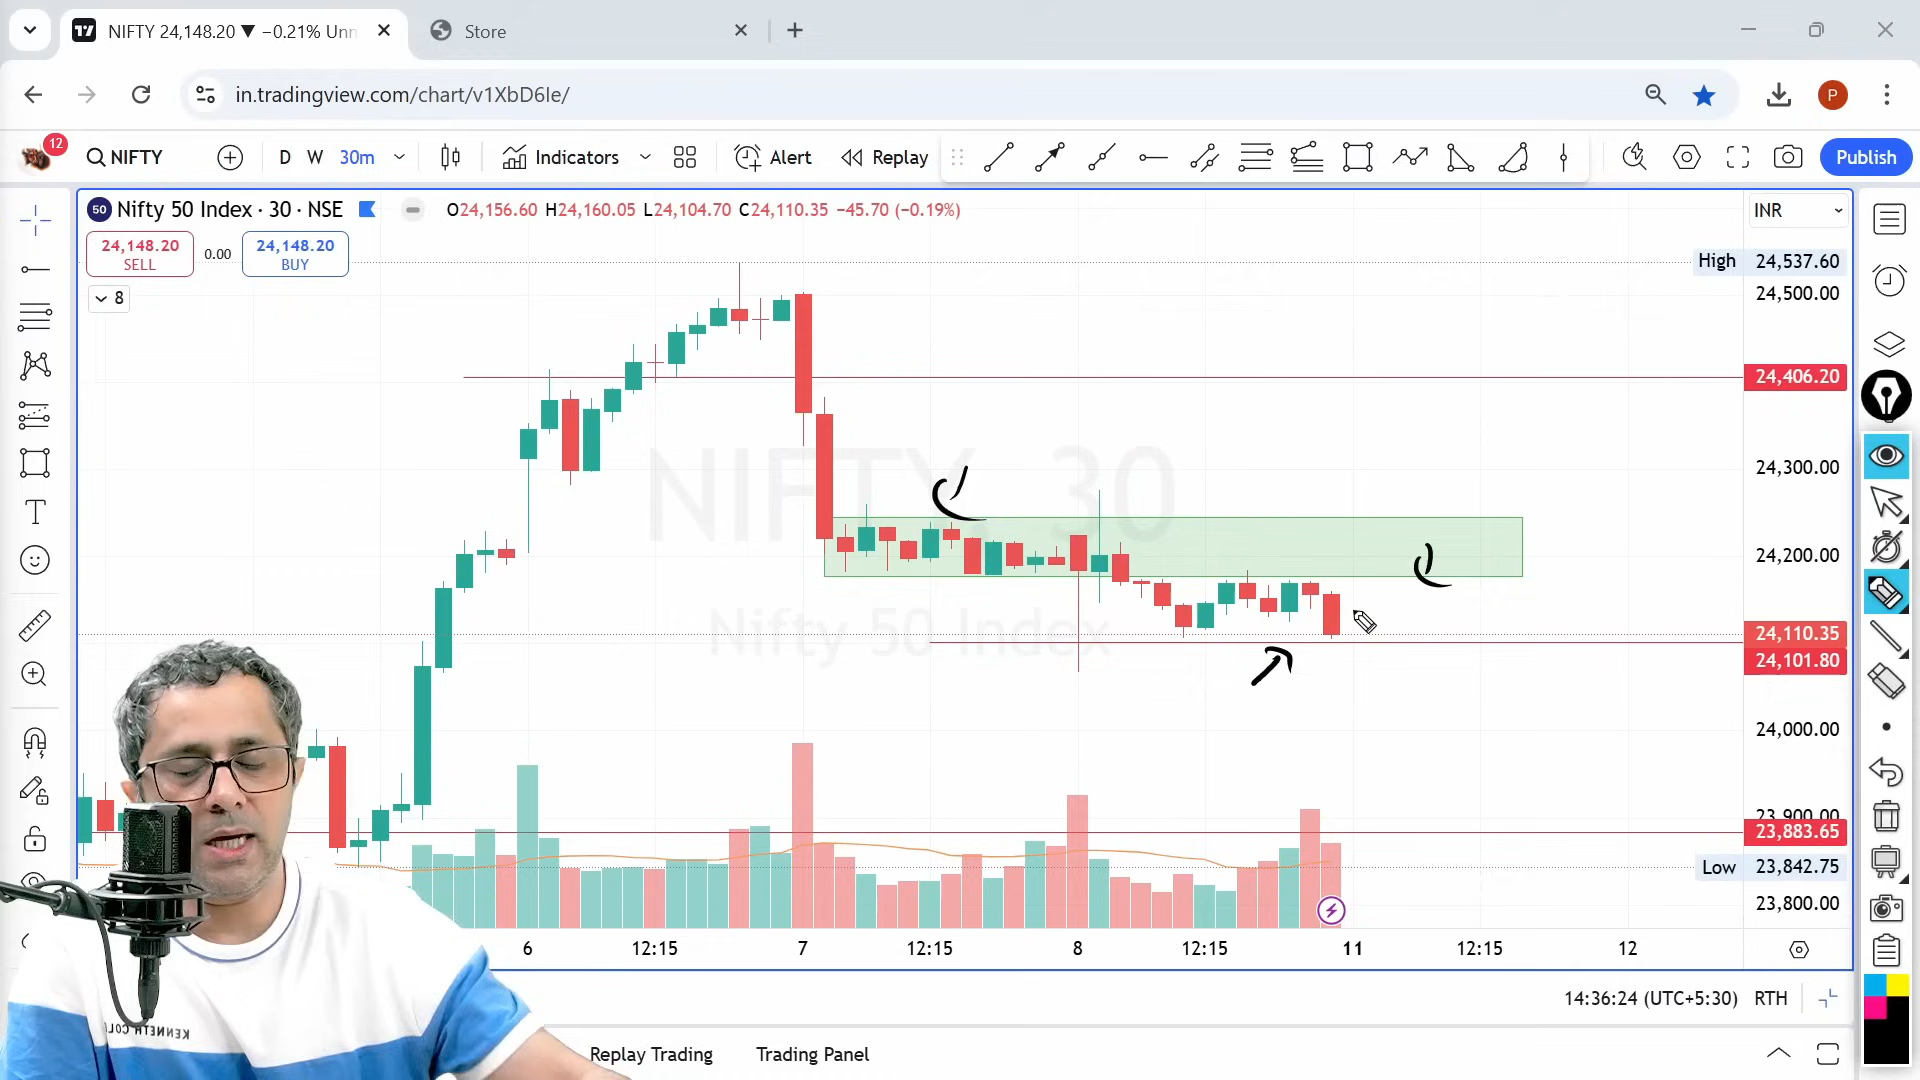 NIFTY 24,148.20 ▼ −0.21% Unn
Store
in.tradingview.com/chart/v1XbD6Ie/
P
12
NIFTY
D W 30m
Indicators
Alert
Replay
Publish
50 Nifty 50 Index · 30 · NSE
O24,156.60 H24,160.05 L24,104.70 C24,110.35 −45.70 (−0.19%)
INR
24,148.20
SELL
0.00
24,148.20
BUY
8
High 24,537.60
24,500.00
24,406.20
24,300.00
24,200.00
24,110.35
24,101.80
24,000.00
23,900.00
23,883.65
Low 23,842.75
23,800.00
NIFTY, 30
Nifty 50 Index
6 12:15 7 12:15 8 12:15 11 12:15 12
14:36:24 (UTC+5:30) RTH
Replay Trading
Trading Panel
KENNETH COL